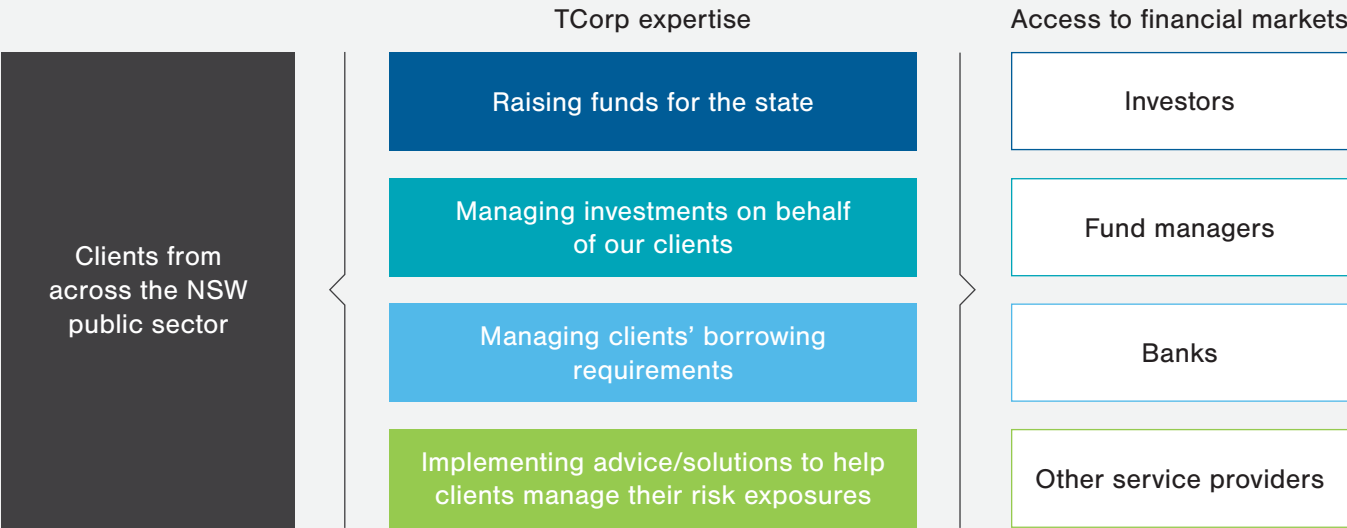 TCorp expertise
Access to financial markets
Clients from
across the NSW
public sector
Raising funds for the state
Managing investments on behalf
of our clients
Managing clients’ borrowing
requirements
Implementing advice/solutions to help
clients manage their risk exposures
Investors
Fund managers
Banks
Other service providers